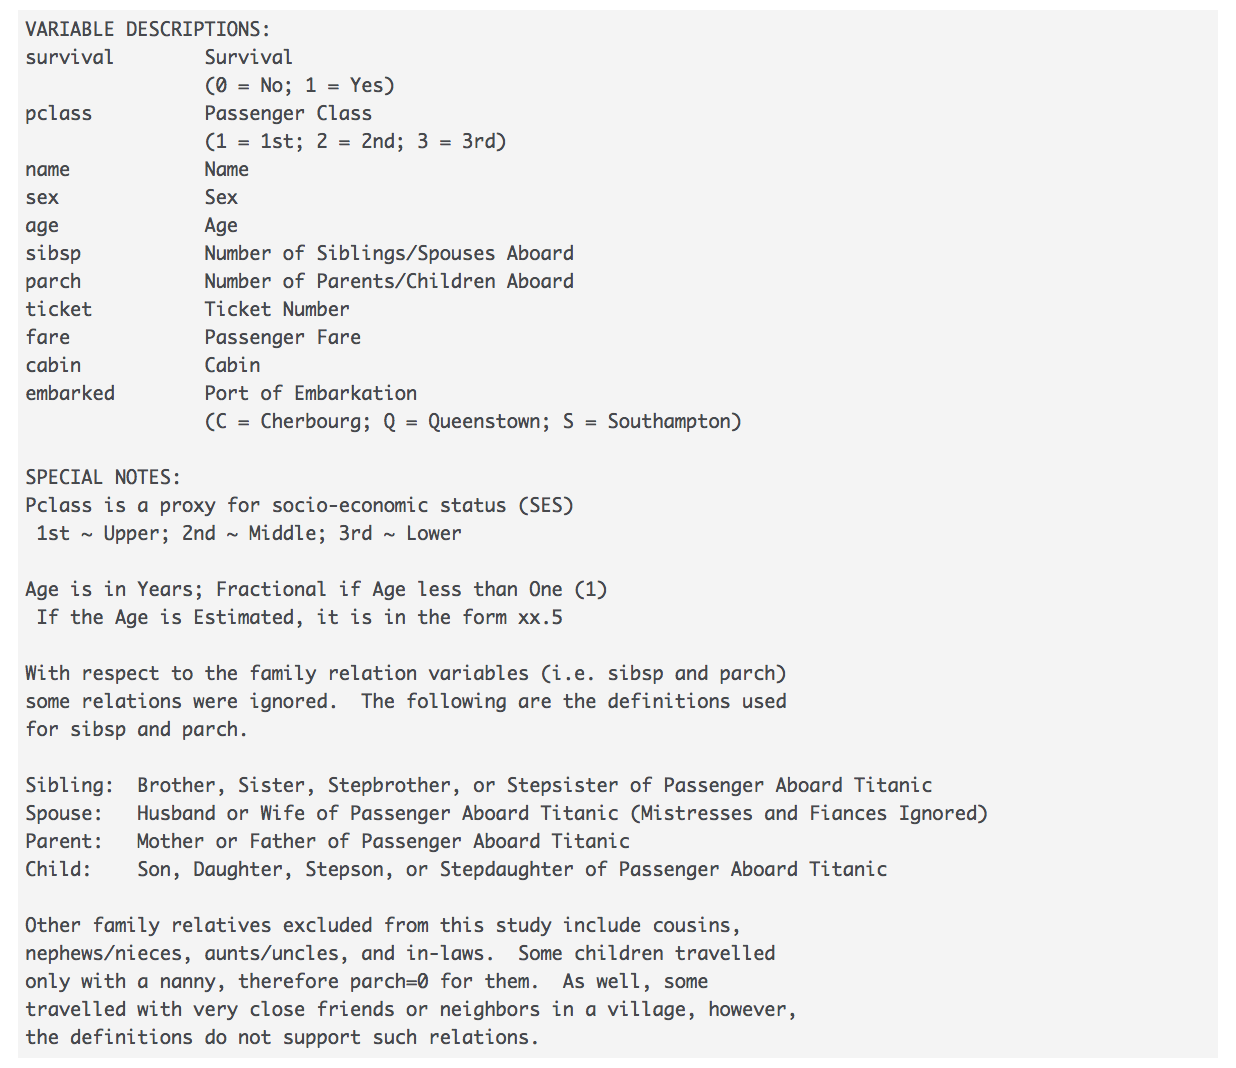 VARIABLE DESCRIPTIONS:
survival        Survival
                (0 = No; 1 = Yes)
pclass          Passenger Class
                (1 = 1st; 2 = 2nd; 3 = 3rd)
name            Name
sex             Sex
age             Age
sibsp           Number of Siblings/Spouses Aboard
parch           Number of Parents/Children Aboard
ticket          Ticket Number
fare            Passenger Fare
cabin           Cabin
embarked        Port of Embarkation
                (C = Cherbourg; Q = Queenstown; S = Southampton)

SPECIAL NOTES:
Pclass is a proxy for socio-economic status (SES)
 1st ~ Upper; 2nd ~ Middle; 3rd ~ Lower

Age is in Years; Fractional if Age less than One (1)
 If the Age is Estimated, it is in the form xx.5

With respect to the family relation variables (i.e. sibsp and parch)
some relations were ignored.  The following are the definitions used
for sibsp and parch.

Sibling:  Brother, Sister, Stepbrother, or Stepsister of Passenger Aboard Titanic
Spouse:   Husband or Wife of Passenger Aboard Titanic (Mistresses and Fiances Ignored)
Parent:   Mother or Father of Passenger Aboard Titanic
Child:    Son, Daughter, Stepson, or Stepdaughter of Passenger Aboard Titanic

Other family relatives excluded from this study include cousins,
nephews/nieces, aunts/uncles, and in-laws.  Some children travelled
only with a nanny, therefore parch=0 for them.  As well, some
travelled with very close friends or neighbors in a village, however,
the definitions do not support such relations.